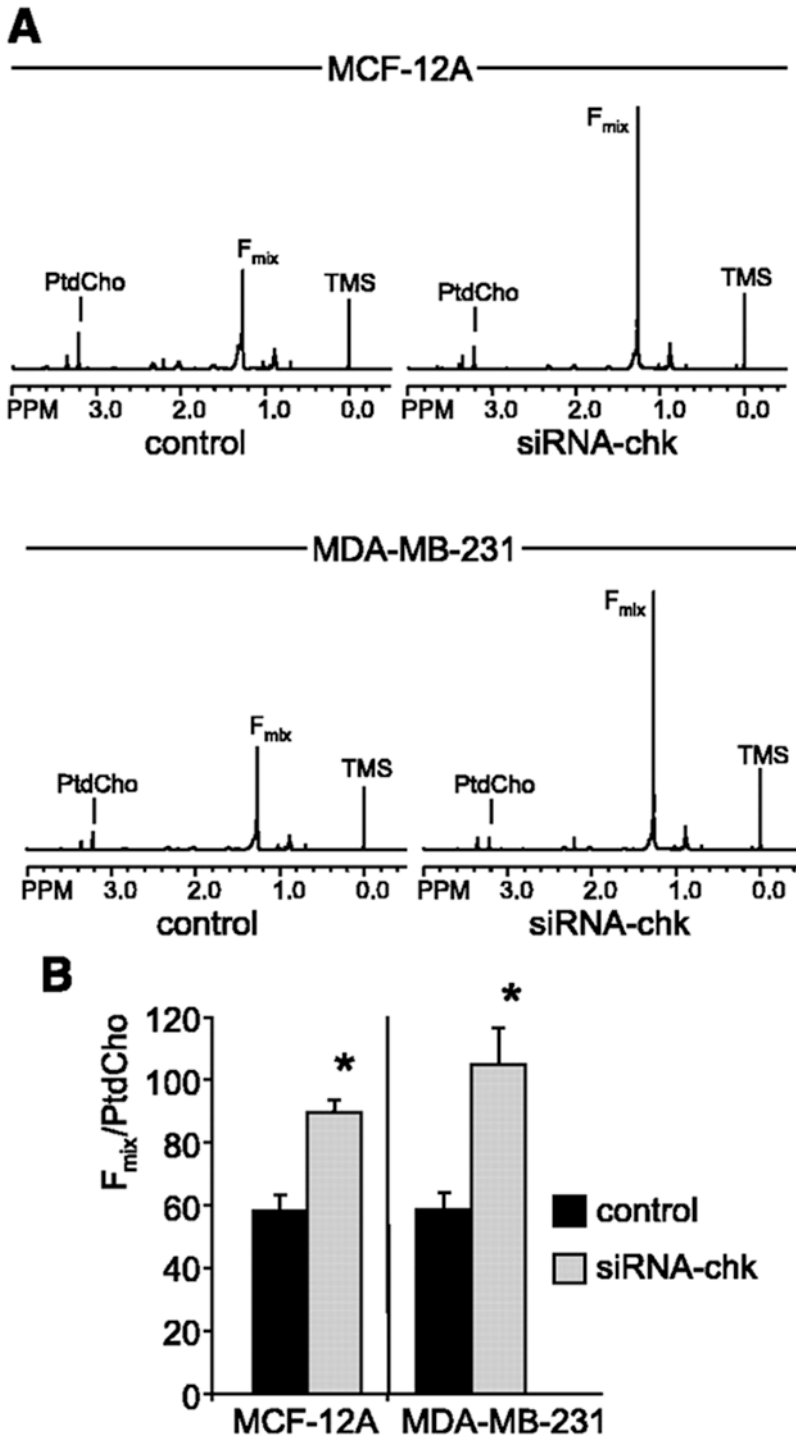 A
MCF-12A
Fmix
Fmix
PtdCho
TMS
PtdCho
TMS
PPM 3.0 2.0 1.0 0.0
PPM 3.0 2.0 1.0 0.0
control
siRNA-chk
MDA-MB-231
Fmix
Fmix
PtdCho
TMS
PtdCho
TMS
PPM 3.0 2.0 1.0 0.0
PPM 3.0 2.0 1.0 0.0
control
siRNA-chk
B
Fmix/PtdCho
120
100
80
60
40
20
0
*
*
control
siRNA-chk
MCF-12A
MDA-MB-231